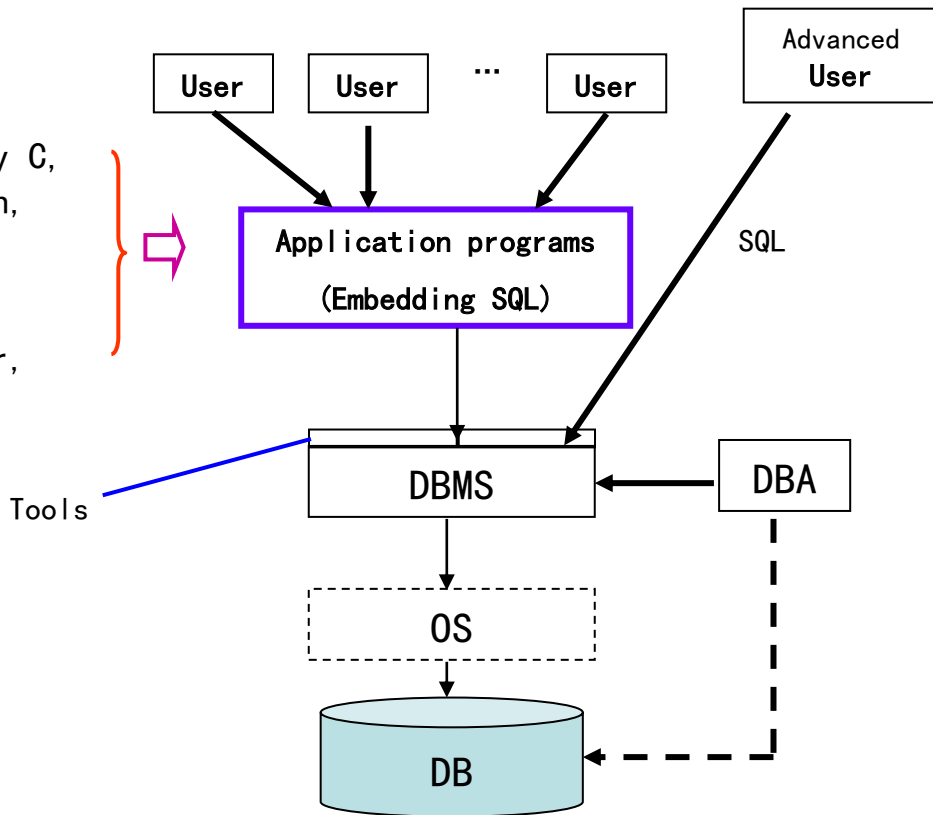 Advanced
User
User
User
...
User
y C,
n,
r,
Application programs
(Embedding SQL)
SQL
Tools
DBMS
DBA
OS
DB